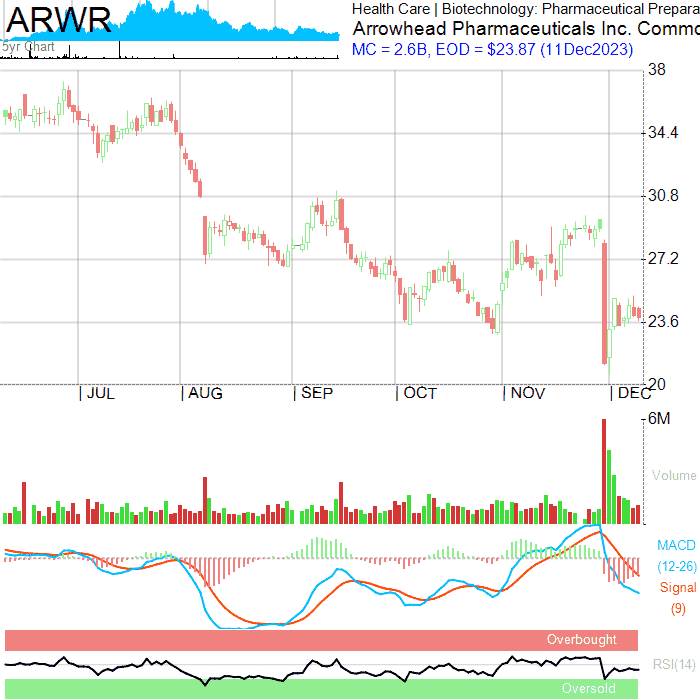 ARWR
5yr Chart
Health Care | Biotechnology: Pharmaceutical Prepara
Arrowhead Pharmaceuticals Inc. Commo
MC = 2.6B, EOD = $23.87 (11Dec2023)
38
34.4
30.8
27.2
23.6
20
| JUL | AUG | SEP | OCT | NOV | DEC
6M
Volume
MACD
(12-26)
Signal
(9)
Overbought
RSI(14)
Oversold